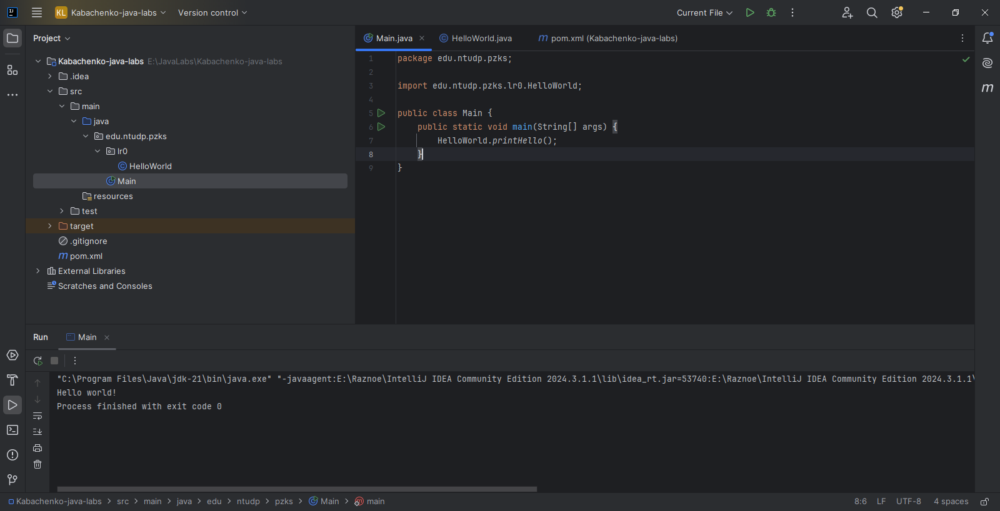 KL Kabachenko-java-labs Version control Current File
Project
Main.java HelloWorld.java pom.xml (Kabachenko-java-labs)
Kabachenko-java-labs E:\JavaLabs\Kabachenko-java-labs
.idea
src
main
java
edu.ntudp.pzks
lr0
HelloWorld
Main
resources
test
target
.gitignore
pom.xml
External Libraries
Scratches and Consoles
1 package edu.ntudp.pzks;
2
3 import edu.ntudp.pzks.lr0.HelloWorld;
4
5 public class Main {
6 public static void main(String[] args) {
7 HelloWorld.printHello();
8 }
9 }
Run Main
"C:\Program Files\Java\jdk-21\bin\java.exe" "-javaagent:E:\Raznoe\IntelliJ IDEA Community Edition 2024.3.1.1\lib\idea_rt.jar=53740:E:\Raznoe\IntelliJ IDEA Community Edition 2024.3.1.1\
Hello world!
Process finished with exit code 0
Kabachenko-java-labs > src > main > java > edu > ntudp > pzks > Main > main 8:6 LF UTF-8 4 spaces